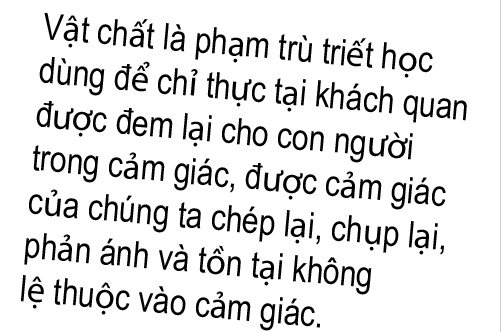 Vật chất là phạm trù triết học
dùng để chỉ thực tại khách quan
được đem lại cho con người
trong cảm giác, được cảm giác
của chúng ta chép lại, chụp lại,
phản ánh và tồn tại không
lệ thuộc vào cảm giác.